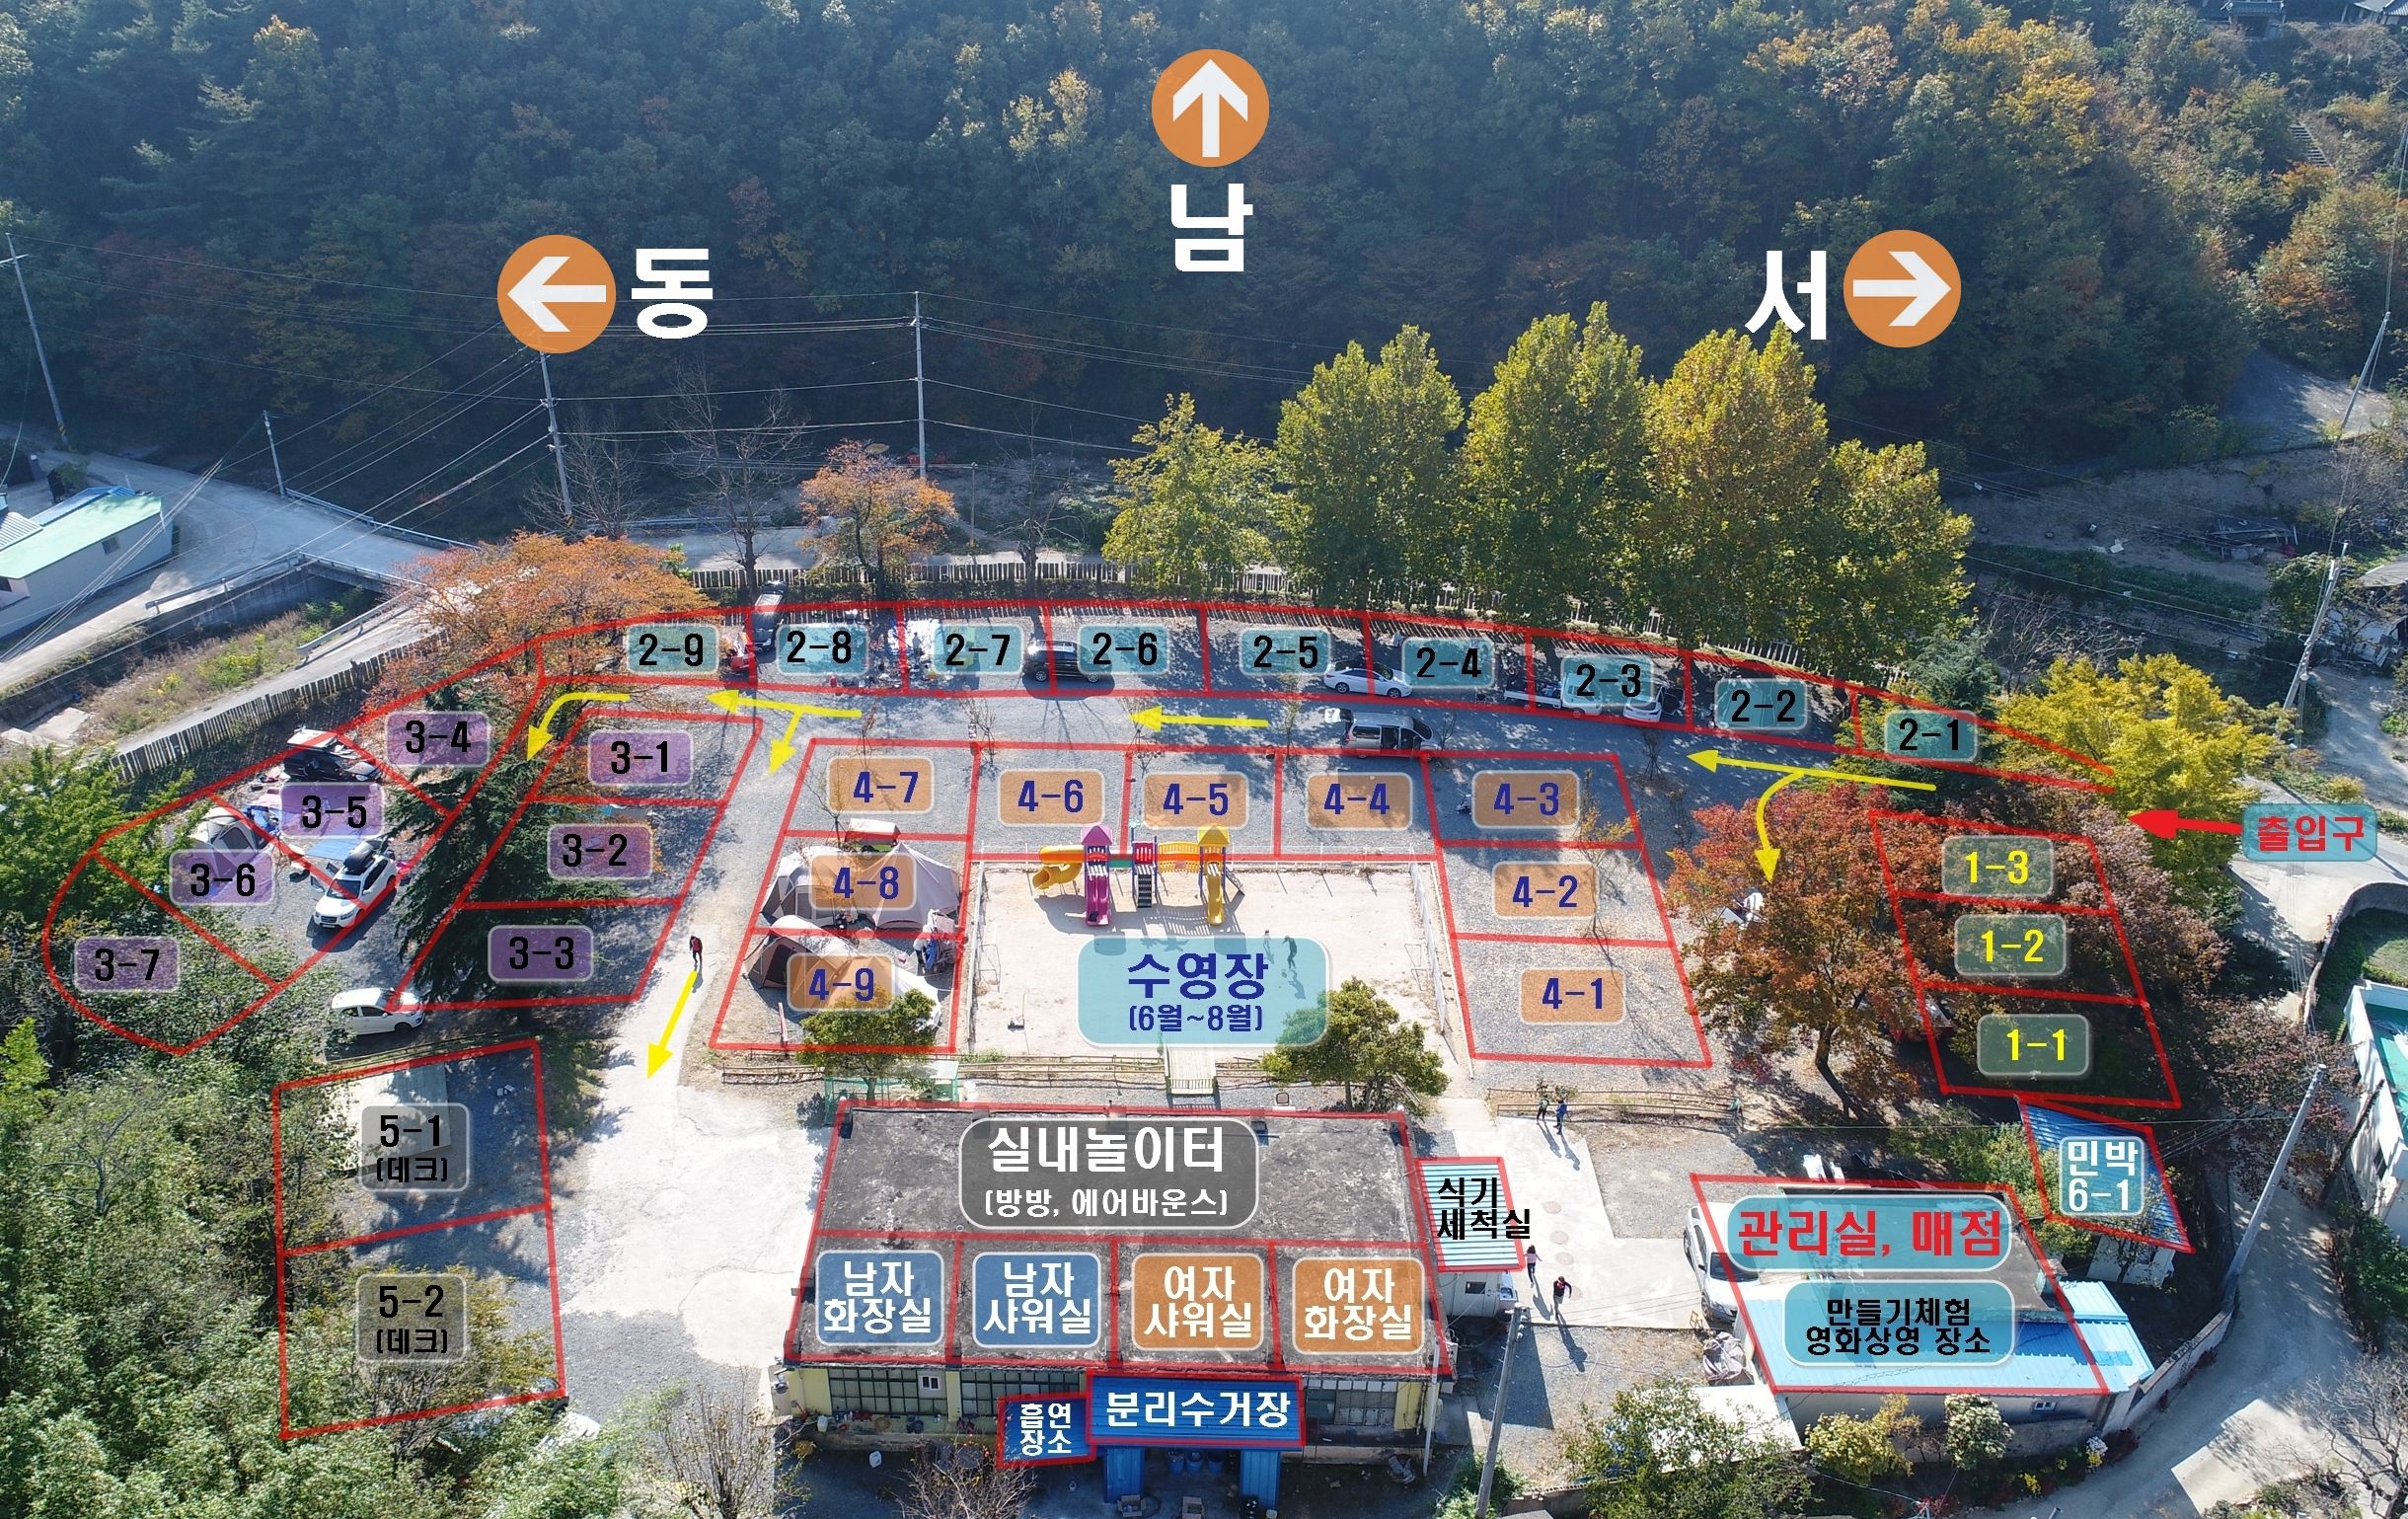 남
동
서
2-9
2-8
2-7
2-6
2-5
2-4
2-3
2-2
2-1
3-4
3-1
3-5
3-2
3-6
3-3
3-7
4-7
4-6
4-5
4-4
4-3
4-8
4-2
4-9
4-1
수영장
(6월~8월)
출입구
1-3
1-2
1-1
5-1
(데크)
5-2
(데크)
실내놀이터
(방방, 에어바운스)
식기
세척실
남자
화장실
남자
샤워실
여자
샤워실
여자
화장실
흡연
장소
분리수거장
관리실, 매점
만들기체험
영화상영 장소
민박
6-1